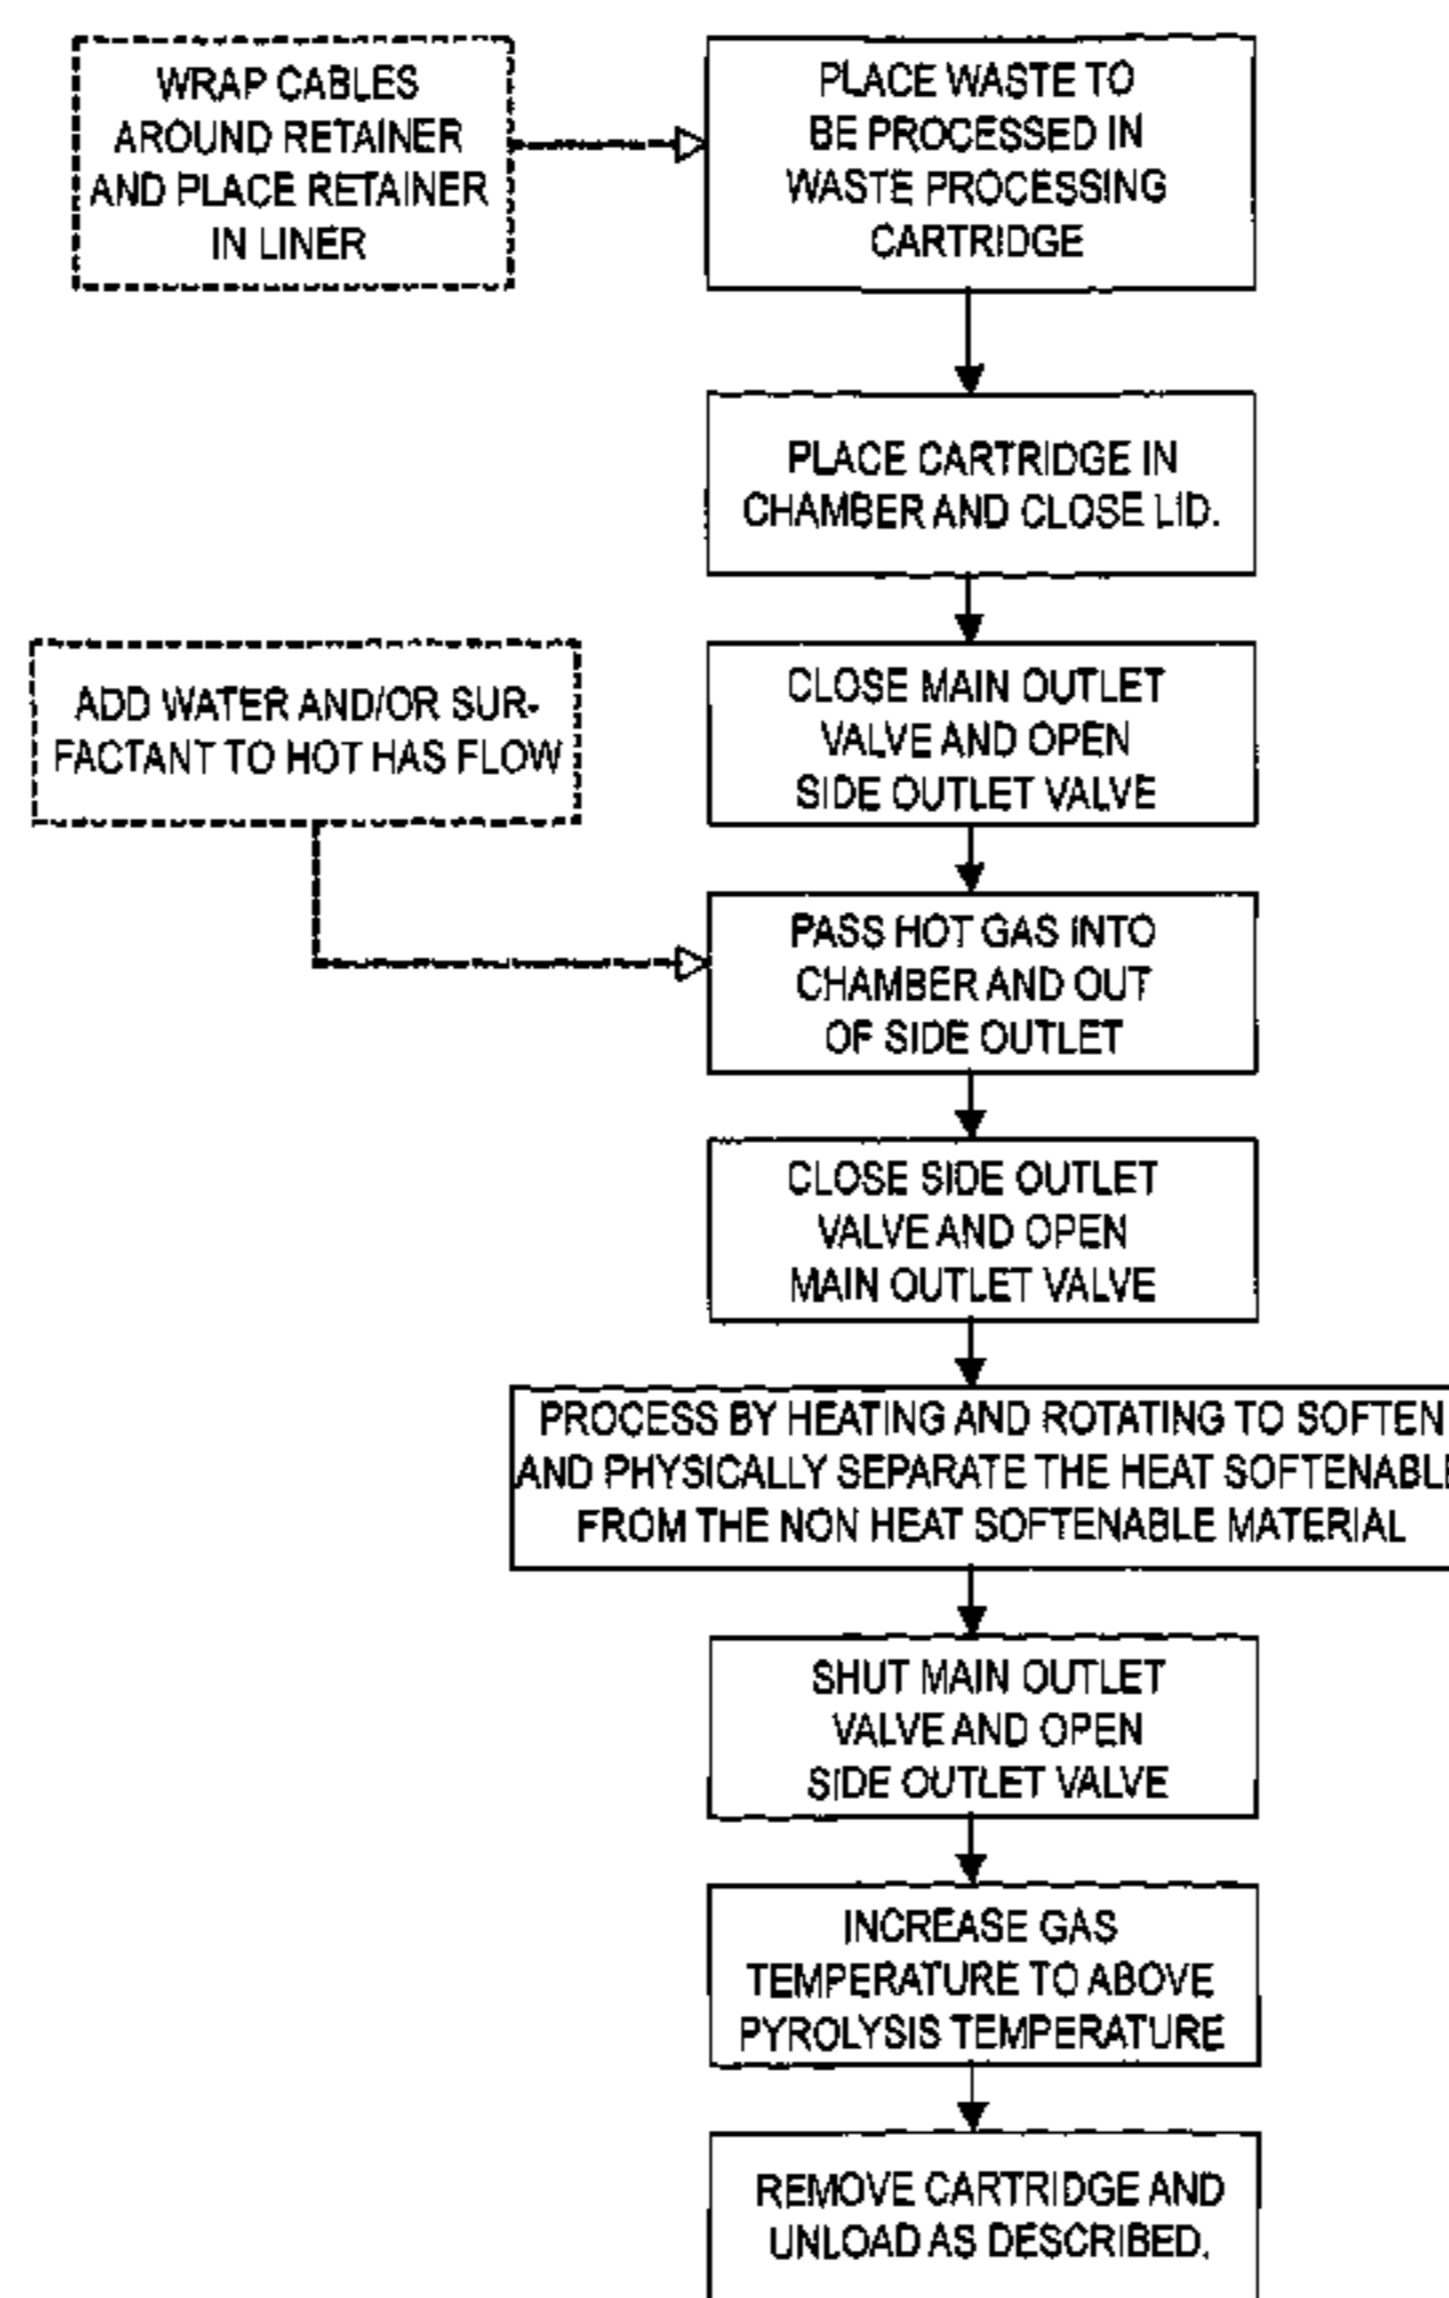 WRAP CABLES
AROUND RETAINER
AND PLACE RETAINER
IN LINER
PLACE WASTE TO
BE PROCESSED IN
WASTE PROCESSING
CARTRIDGE
PLACE CARTRIDGE IN
CHAMBER AND CLOSE LID.
ADD WATER AND/OR SUR-
FACTANT TO HOT HAS FLOW
CLOSE MAIN OUTLET
VALVE AND OPEN
SIDE OUTLET VALVE
PASS HOT GAS INTO
CHAMBER AND OUT
OF SIDE OUTLET
CLOSE SIDE OUTLET
VALVE AND OPEN
MAIN OUTLET VALVE
PROCESS BY HEATING AND ROTATING TO SOFTEN
AND PHYSICALLY SEPARATE THE HEAT SOFTENABLE
FROM THE NON HEAT SOFTENABLE MATERIAL
SHUT MAIN OUTLET
VALVE AND OPEN
SIDE OUTLET VALVE
INCREASE GAS
TEMPERATURE TO ABOVE
PYROLYSIS TEMPERATURE
REMOVE CARTRIDGE AND
UNLOAD AS DESCRIBED.